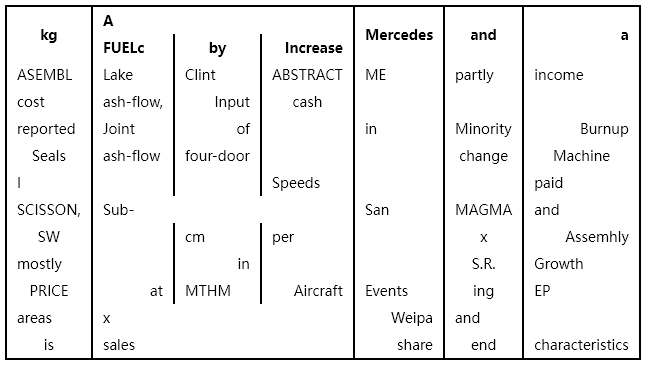 A
kg FUELc by Increase Mercedes and a
ASEMBL Lake Clint ABSTRACT ME partly income
cost ash-flow, Input cash
reported Joint of in Minority Burnup
Seals ash-flow four-door change Machine
I Speeds paid
SCISSON, Sub- San MAGMA and
SW cm per x Assemhly
mostly in S.R. Growth
PRICE at MTHM Aircraft Events ing EP
areas x Weipa and
is sales share end characteristics